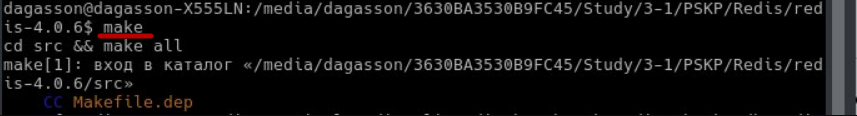 dagasson@dagasson-X555LN:/media/dagasson/3630BA3530B9FC45/Study/3-1/PSKP/Redis/red
is-4.0.6$ make
cd src && make all
make[1]: вход в каталог «/media/dagasson/3630BA3530B9FC45/Study/3-1/PSKP/Redis/red
is-4.0.6/src»
CC Makefile.dep